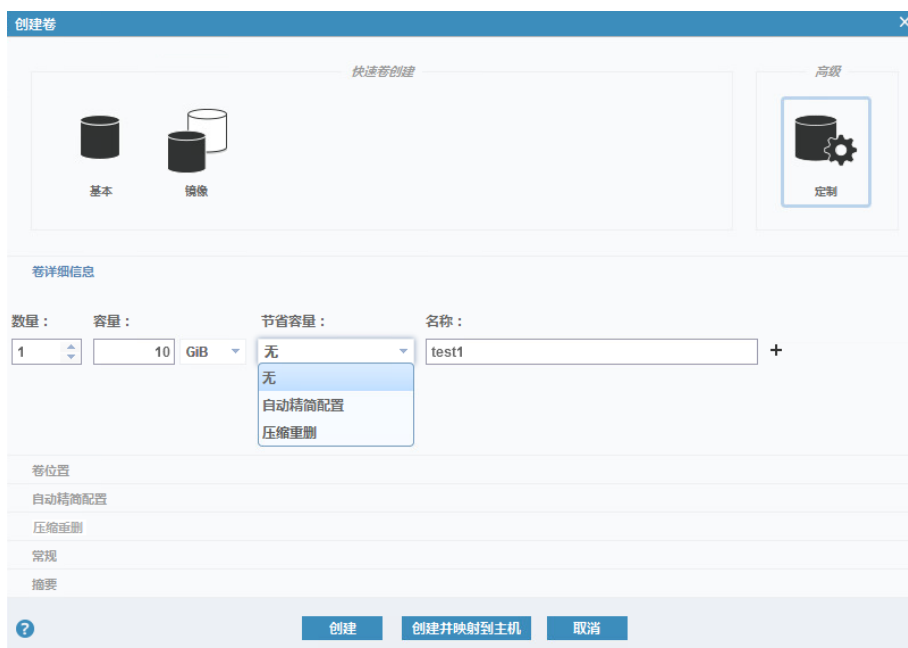 创建卷 ×
快速卷创建 高级
基本 镜像 定制
卷详细信息
数量： 容量： 节省容量： 名称：
1 10 GiB 无 test1 +
无
自动精简配置
压缩重删
卷位置
自动精简配置
压缩重删
常规
摘要
? 创建 创建并映射到主机 取消